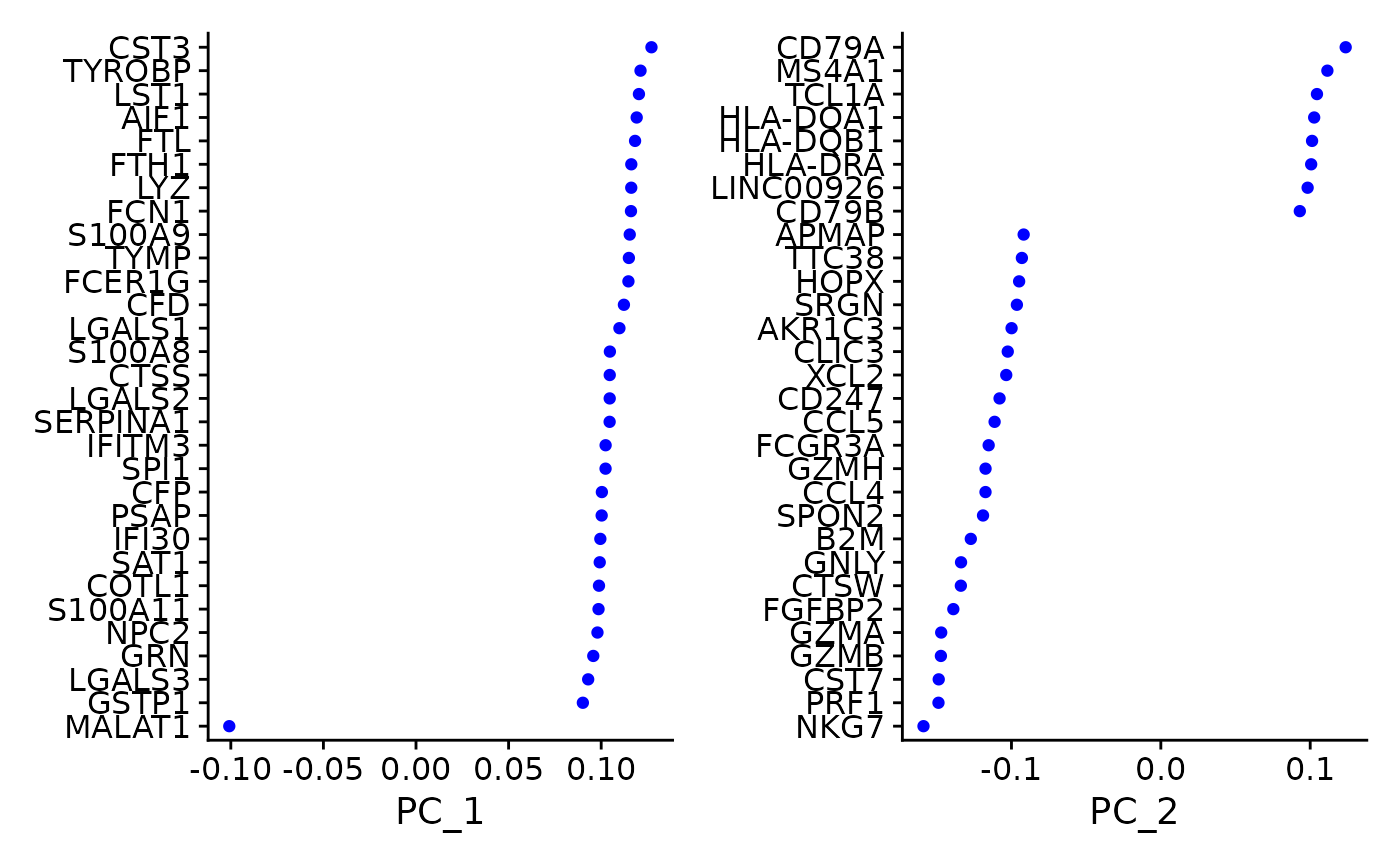 CST3
TYROBP
LST1
AIF1
FTL
FTH1
LYZ
FCN1
S100A9
TYMP
FCER1G
CFD
LGALS1
S100A8
CTSS
LGALS2
SERPINA1
IFITM3
SPI1
CFP
PSAP
IFI30
SAT1
COTL1
S100A11
NPC2
GRN
LGALS3
GSTP1
MALAT1
-0.10 -0.05 0.00 0.05 0.10
PC_1
CD79A
MS4A1
TCL1A
HLA-DQA1
HLA-DQB1
HLA-DRA
LINC00926
CD79B
APMAP
TTC38
HOPX
SRGN
AKR1C3
CLIC3
XCL2
CD247
CCL5
FCGR3A
GZMH
CCL4
SPON2
B2M
GNLY
CTSW
FGFBP2
GZMA
GZMB
CST7
PRF1
NKG7
-0.1 0.0 0.1
PC_2